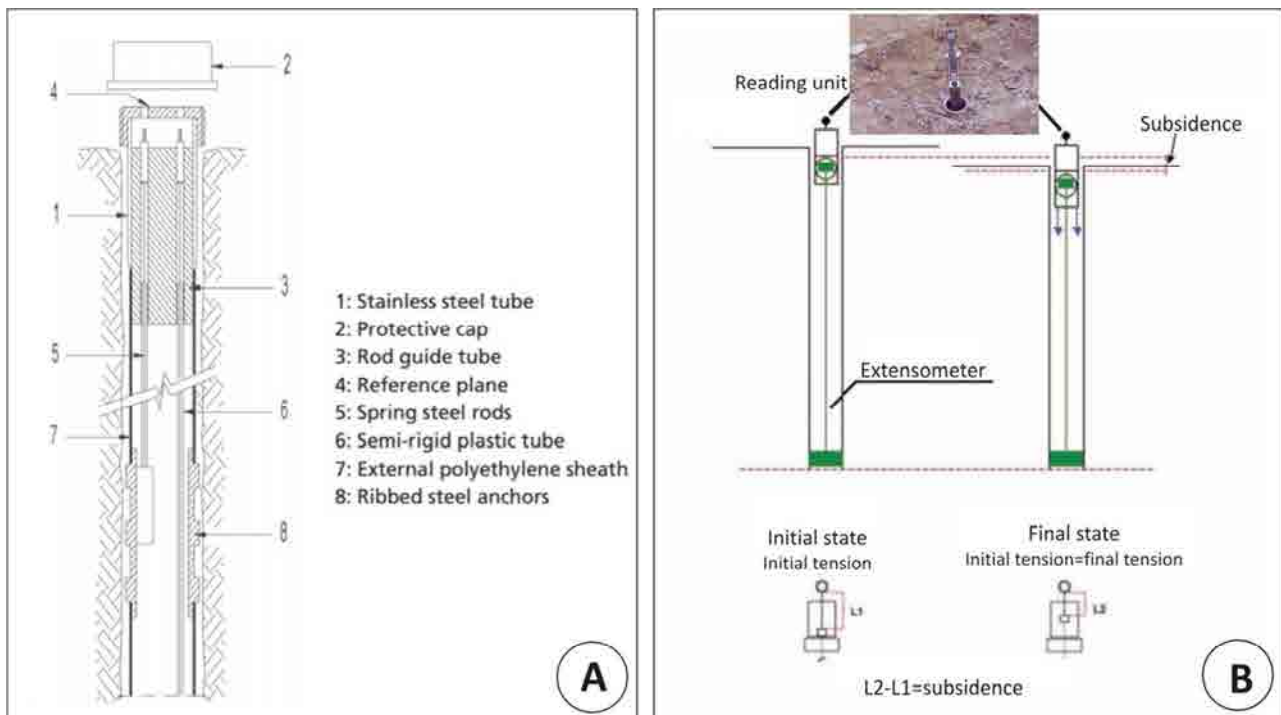 2
4
1
3
5
6
7
8
1: Stainless steel tube
2: Protective cap
3: Rod guide tube
4: Reference plane
5: Spring steel rods
6: Semi-rigid plastic tube
7: External polyethylene sheath
8: Ribbed steel anchors
A
Reading unit
Subsidence
Extensometer
Initial state
Initial tension
Final state
Initial tension=final tension
L1
L2
L2-L1=subsidence
B